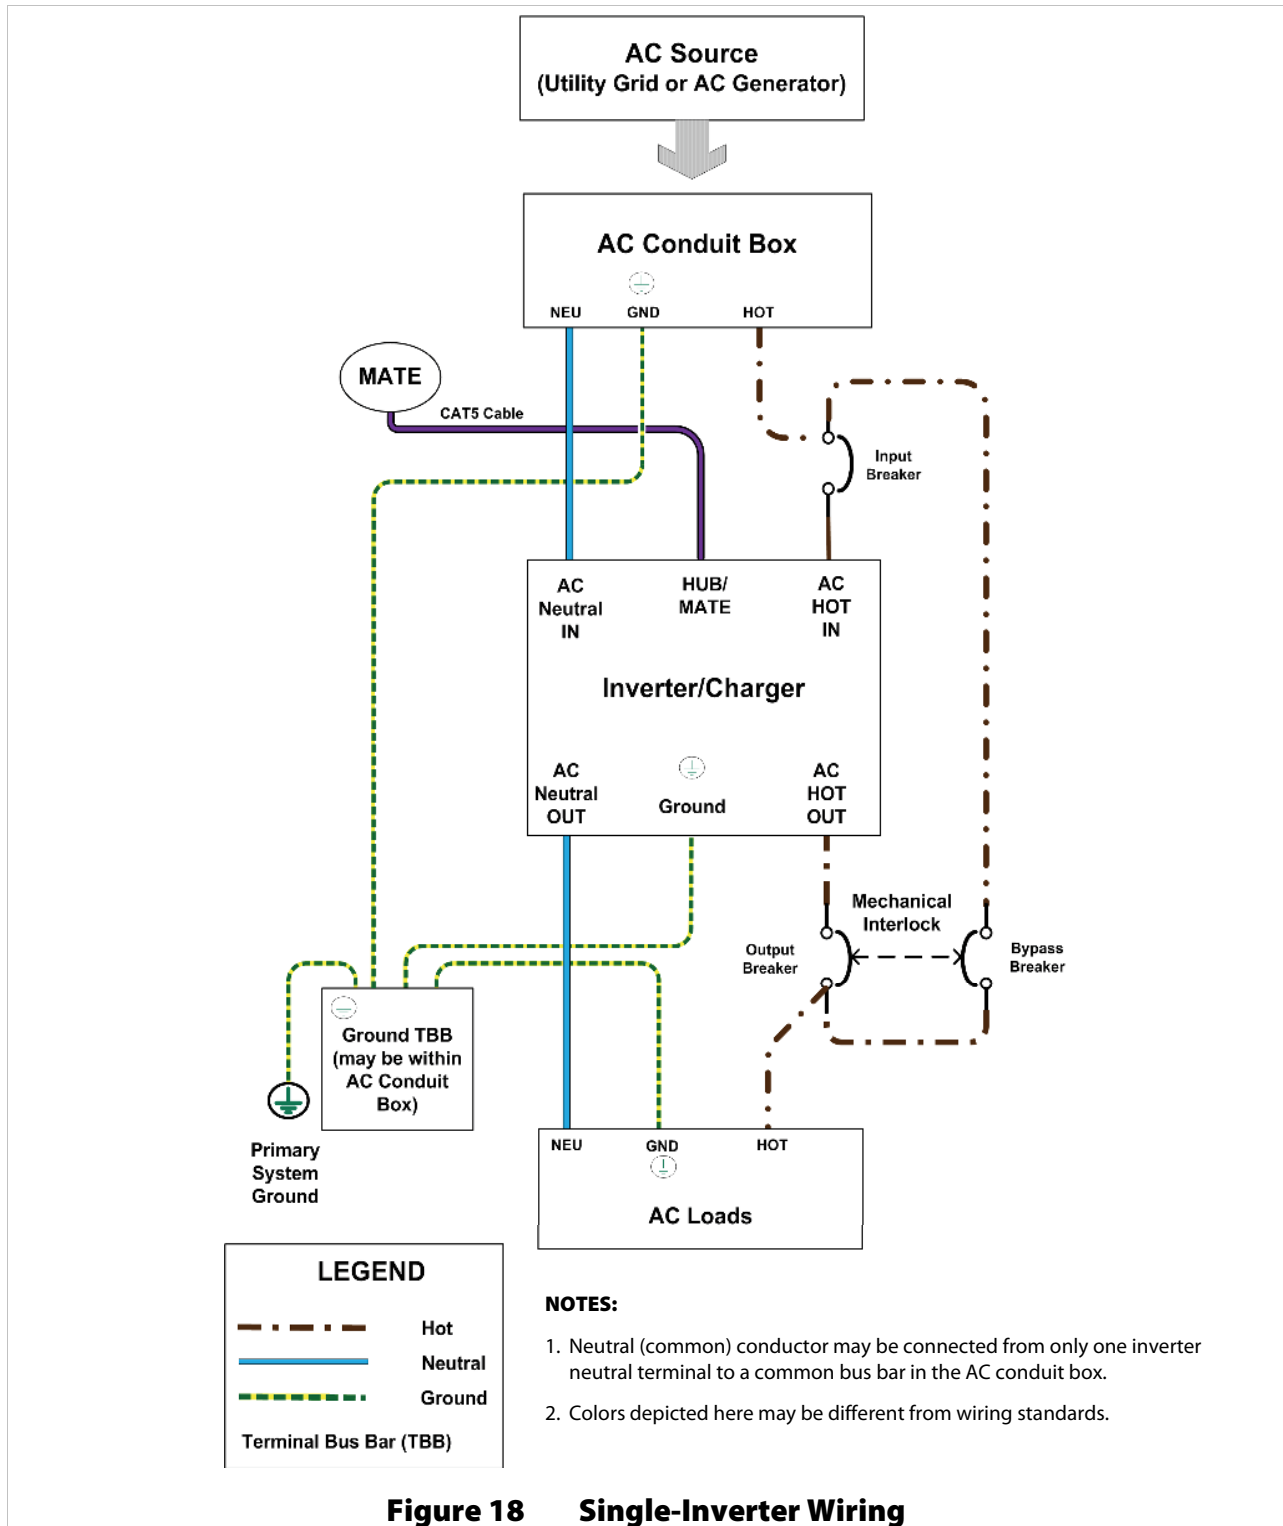 AC Source
(Utility Grid or AC Generator)
AC Conduit Box
NEU
GND
HOT
MATE
CAT5 Cable
Input
Breaker
AC
Neutral
IN
HUB/
MATE
AC
HOT
IN
Inverter/Charger
AC
Neutral
OUT
Ground
AC
HOT
OUT
Mechanical
Interlock
Output
Breaker
Bypass
Breaker
Ground TBB
(may be within
AC Conduit
Box)
Primary
System
Ground
NEU
GND
HOT
AC Loads
LEGEND
Hot
Neutral
Ground
Terminal Bus Bar (TBB)
NOTES:
1. Neutral (common) conductor may be connected from only one inverter
neutral terminal to a common bus bar in the AC conduit box.
2. Colors depicted here may be different from wiring standards.
Figure 18 Single-Inverter Wiring